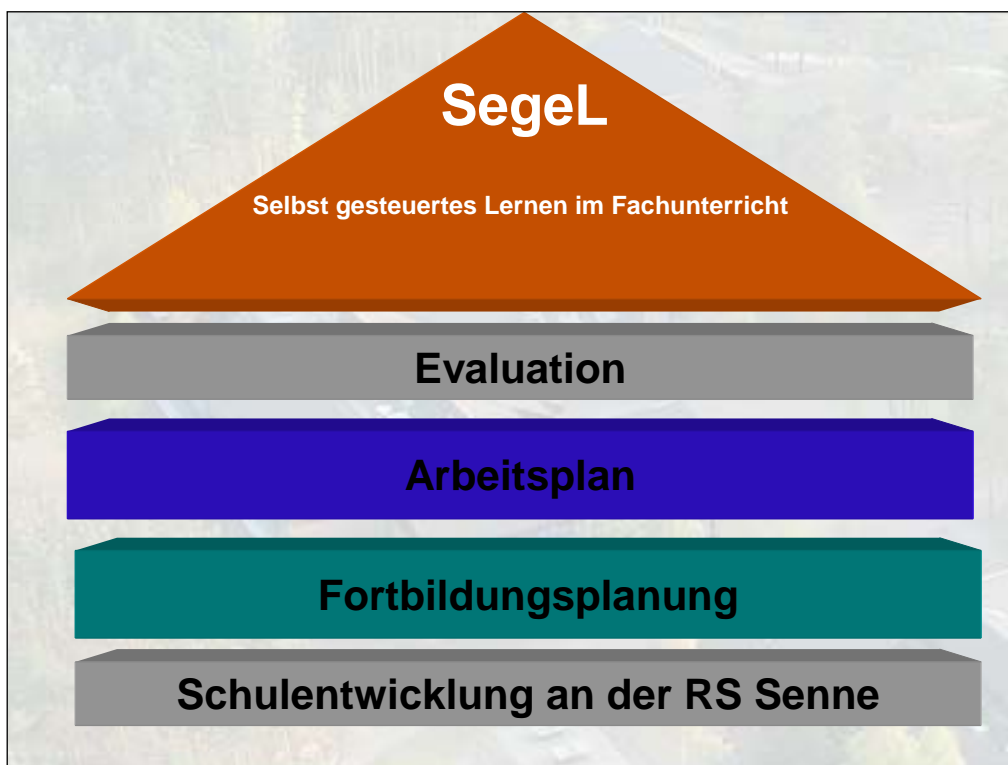 SegeL
Selbst gesteuertes Lernen im Fachunterricht
Evaluation
Arbeitsplan
Fortbildungsplanung
Schulentwicklung an der RS Senne